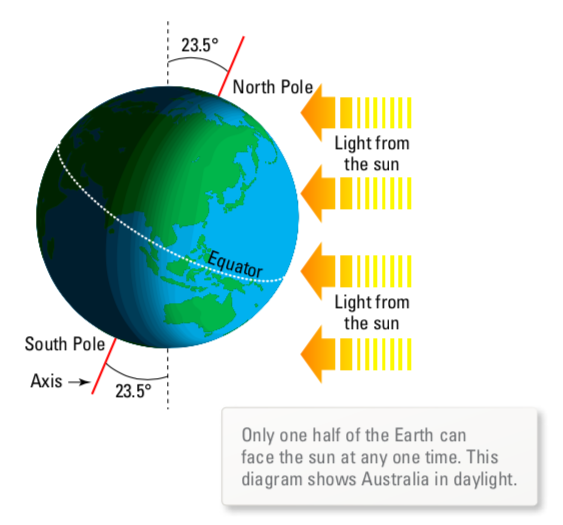 23.5°
North Pole
Light from
the sun
Equator
Light from
the sun
South Pole
Axis
23.5°
Only one half of the Earth can
face the sun at any one time. This
diagram shows Australia in daylight.